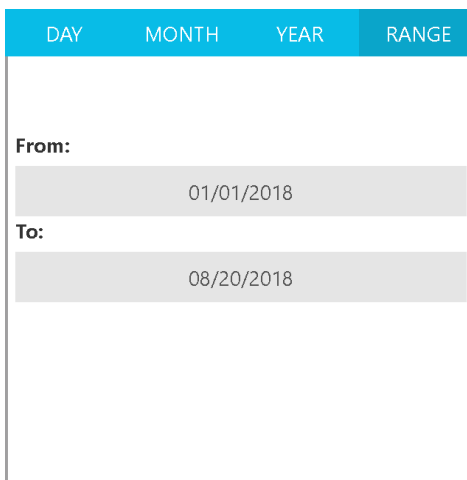 DAY MONTH YEAR RANGE
From:
01/01/2018
To:
08/20/2018